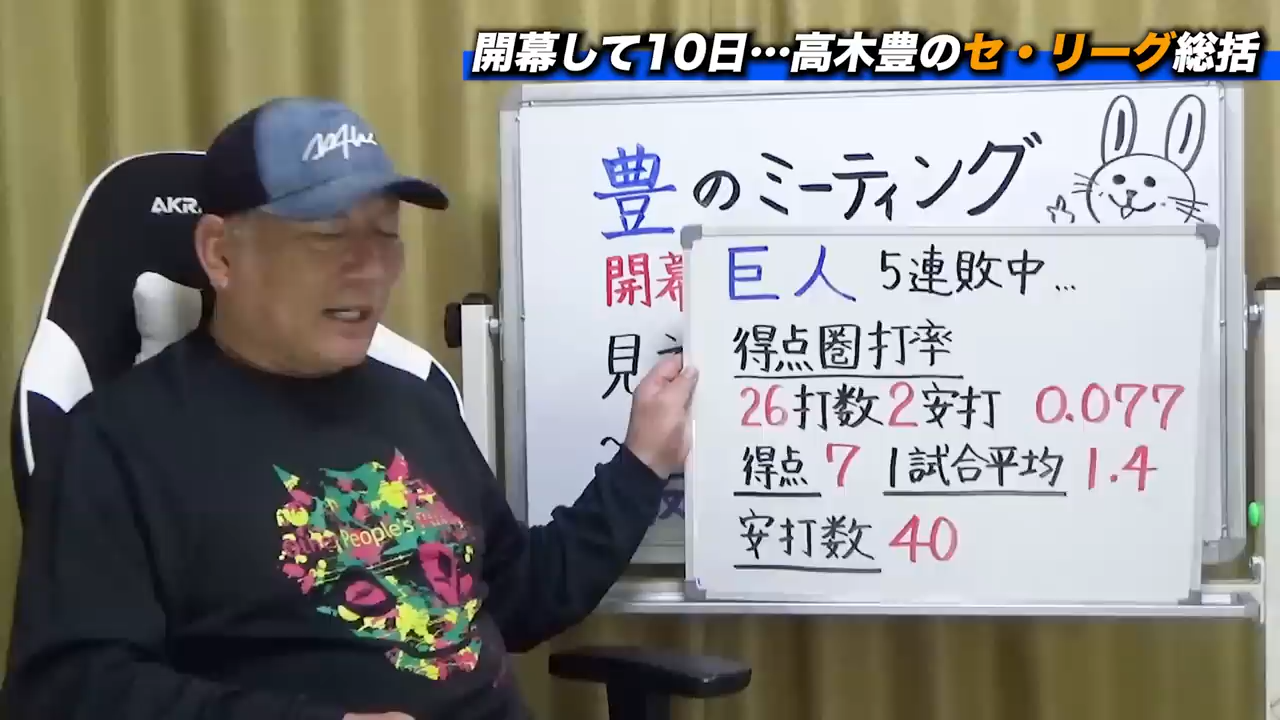 開幕して10日…高木豊のセ・リーグ総括
豊のミーティング
開幕
見
巨人 5連敗中…
得点圏打率
26打数2安打 0.077
得点 7 1試合平均 1.4
安打数 40
AKR
People's